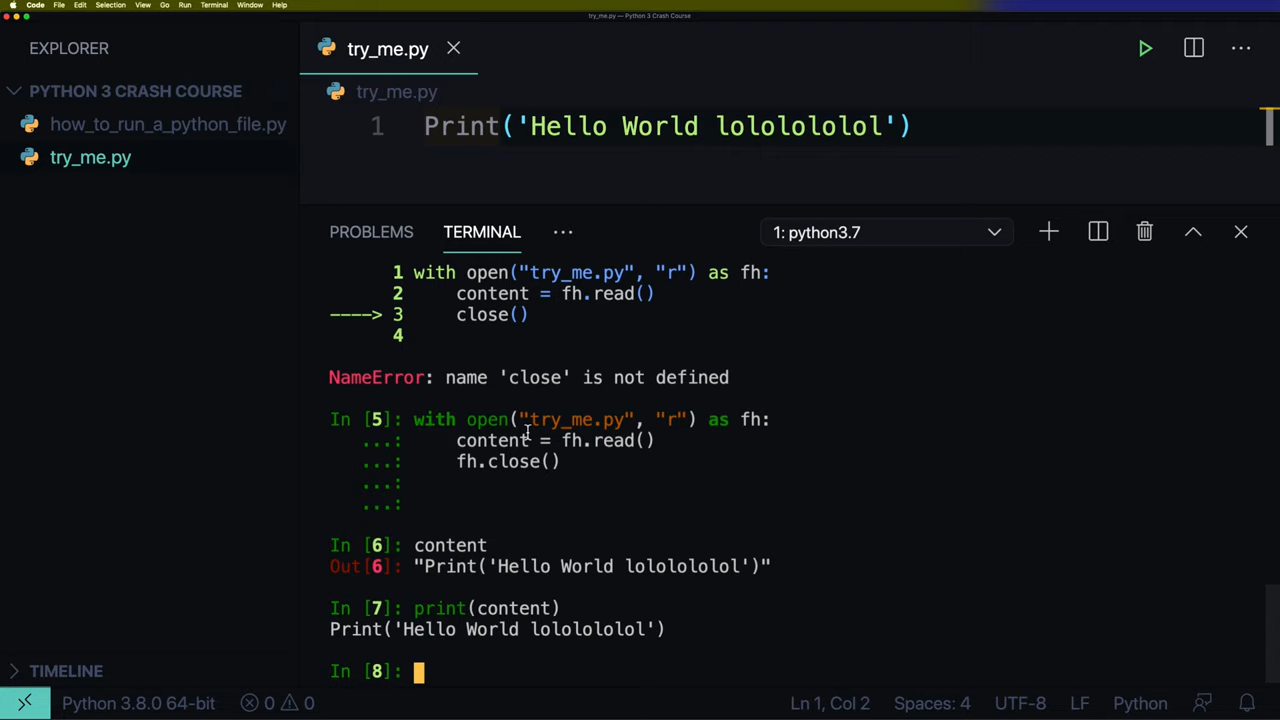 Code File Edit Selection View Go Run Terminal Window Help
try_me.py — Python 3 Crash Course
EXPLORER
try_me.py
PYTHON 3 CRASH COURSE
try_me.py
how_to_run_a_python_file.py
1 Print('Hello World lolololololol')
try_me.py
PROBLEMS TERMINAL ··· 1: python3.7
1 with open("try_me.py", "r") as fh:
2 content = fh.read()
----> 3 close()
4
NameError: name 'close' is not defined
In [5]: with open("try_me.py", "r") as fh:
...: content = fh.read()
...: fh.close()
...:
...:
In [6]: content
Out[6]: "Print('Hello World lolololololol')"
In [7]: print(content)
Print('Hello World lolololololol')
In [8]:
TIMELINE
Python 3.8.0 64-bit 0 0 Ln 1, Col 2 Spaces: 4 UTF-8 LF Python